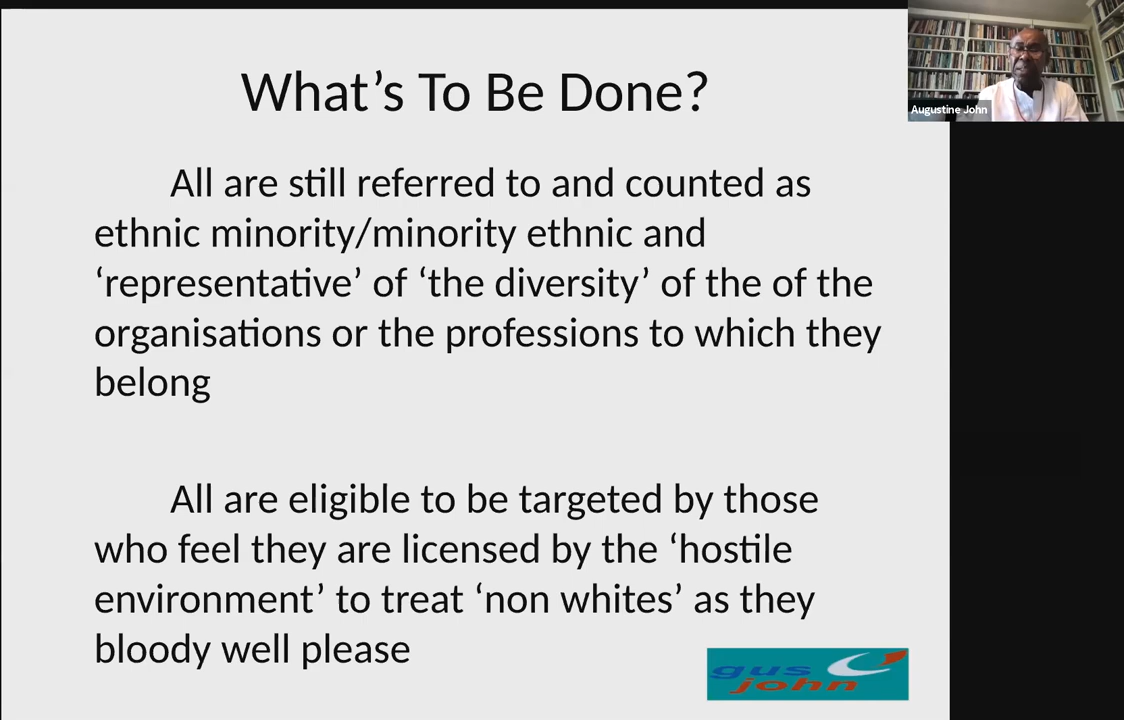 What’s To Be Done?
Augustine John
All are still referred to and counted as
ethnic minority/minority ethnic and
‘representative’ of ‘the diversity’ of the of the
organisations or the professions to which they
belong
All are eligible to be targeted by those
who feel they are licensed by the ‘hostile
environment’ to treat ‘non whites’ as they
bloody well please
gus
john